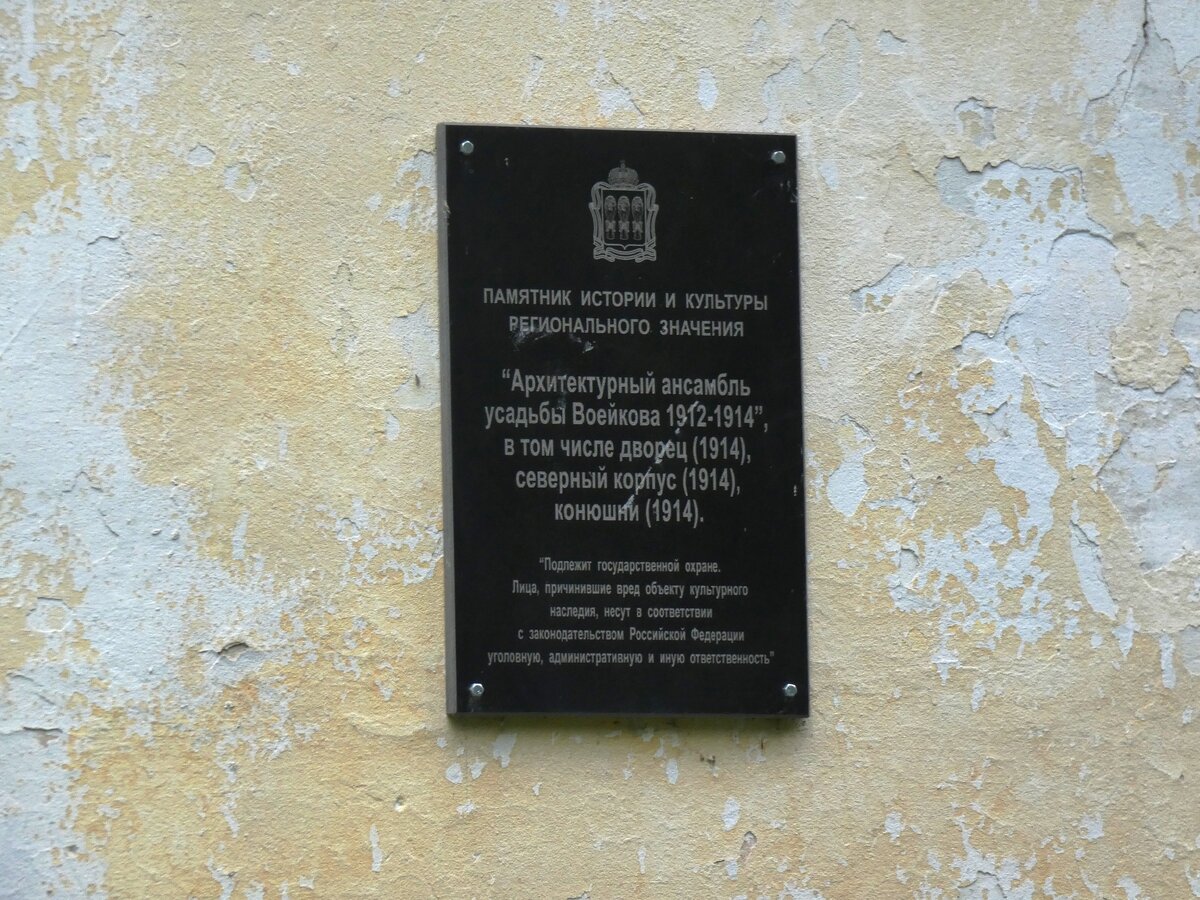 ПАМЯТНИК ИСТОРИИ И КУЛЬТУРЫ
РЕГИОНАЛЬНОГО ЗНАЧЕНИЯ
“Архитектурный ансамбль
усадьбы Воейкова 1912-1914”,
в том числе дворец (1914),
северный корпус (1914),
конюшни (1914).
“Подлежит государственной охране.
Лица, причинившие вред объекту культурного
наследия, несут в соответствии
с законодательством Российской Федерации
уголовную, административную и иную ответственность”